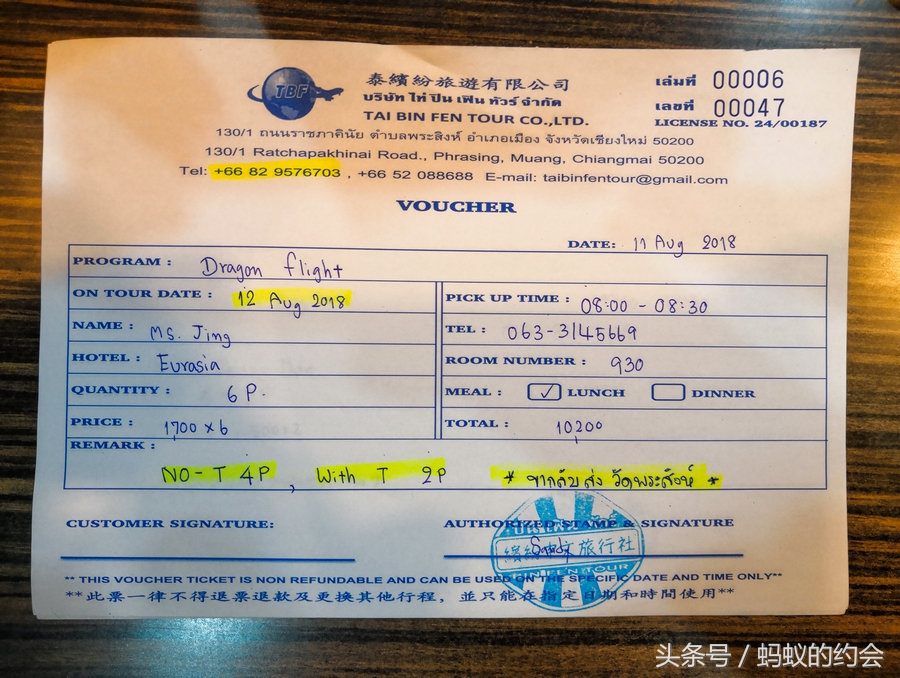 TBF
泰繽紛旅遊有限公司
บริษัท ไท่ ปิน เฟิน ทัวร์ จำกัด
TAI BIN FEN TOUR CO.,LTD.
เล่มที่ 00006
เลขที่ 00047
LICENSE NO. 24/00187
130/1 ถนนราชภาคินัย ตำบลพระสิงห์ อำเภอเมือง จังหวัดเชียงใหม่ 50200
130/1 Ratchapakhinai Road., Phrasing, Muang, Chiangmai 50200
Tel: +66 82 9576703 , +66 52 088688 E-mail: taibinfentour@gmail.com
VOUCHER
DATE: 11 Aug 2018
PROGRAM : Dragon flight
ON TOUR DATE : 12 Aug 2018
PICK UP TIME : 08:00 - 08:30
NAME : Ms. Jing
TEL : 063-3145669
HOTEL : Eurasia
ROOM NUMBER : 930
QUANTITY : 6 P.
MEAL : ✓ LUNCH DINNER
PRICE : 1,700 x 6
TOTAL : 10,200
REMARK :
NO-T 4P , With T 2P * ขากลับส่ง วัดพระสิงห์ *
CUSTOMER SIGNATURE:
AUTHORIZED STAMP & SIGNATURE
旅行社
FEN TOUR
** THIS VOUCHER TICKET IS NON REFUNDABLE AND CAN BE USED ON THE SPECIFIC DATE AND TIME ONLY**
**此票一律不得退票退款及更換其他行程, 並只能在指定日期和時間使用**
头条号 / 蚂蚁的约会